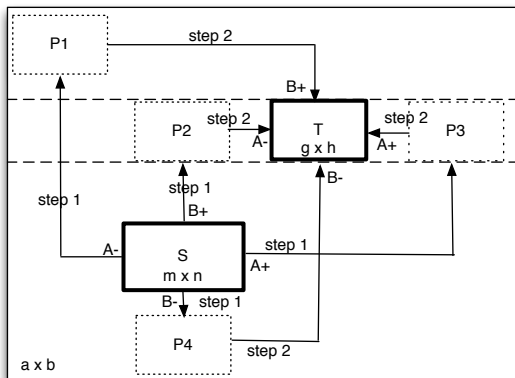 P1
step 2
B+
P2
step 2
A-
T
g x h
step 2
A+
P3
B-
step 1
step 1
B+
A-
S
m x n
step 1
A+
B-
step 1
P4
step 2
a x b